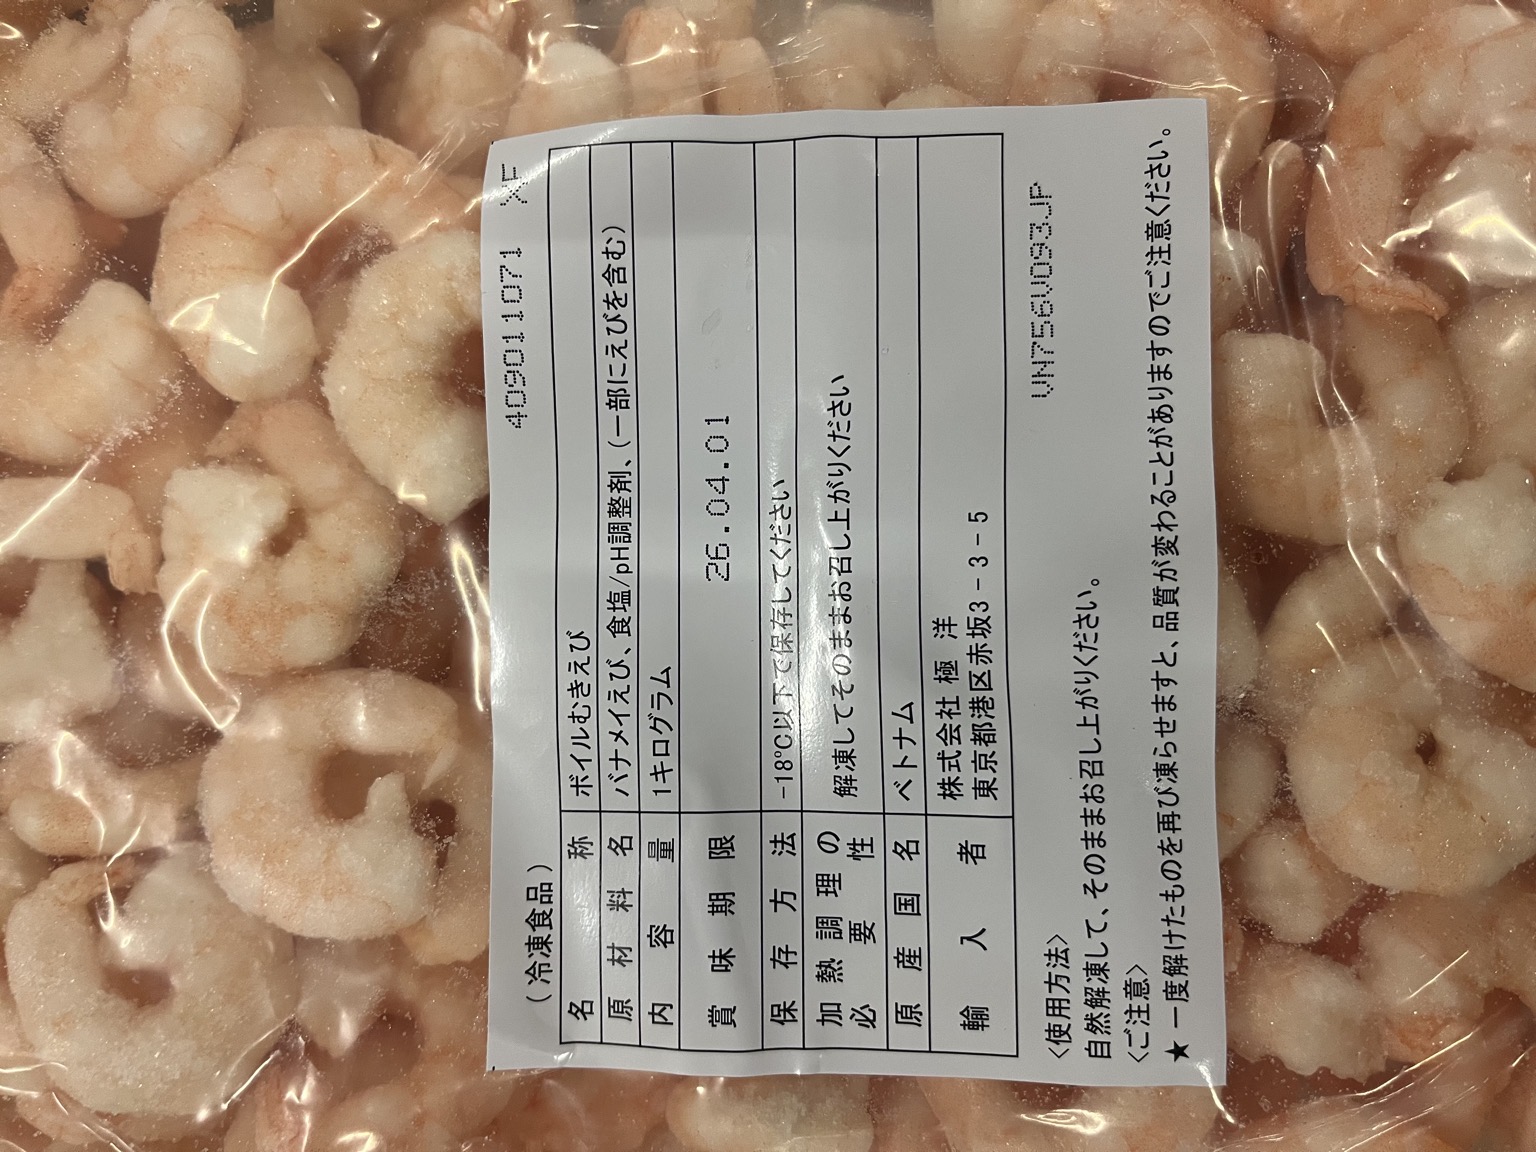 409011071 XF
(冷凍食品)
名称 ボイルむきえび
原材料名 バナメイえび、食塩/pH調整剤、(一部にえびを含む)
内容量 1キログラム
賞味期限 26.04.01
保存方法 -18℃以下で保存してください
加熱調理の必要性 解凍してそのままお召し上がりください
原産国名 ベトナム
輸入者 株式会社 極洋
東京都港区赤坂3-3-5
VN756V093JP
<使用方法>
自然解凍して、そのままお召し上がりください。
<ご注意>
★一度解けたものを再び凍らせますと、品質が変わることがありますのでご注意ください。